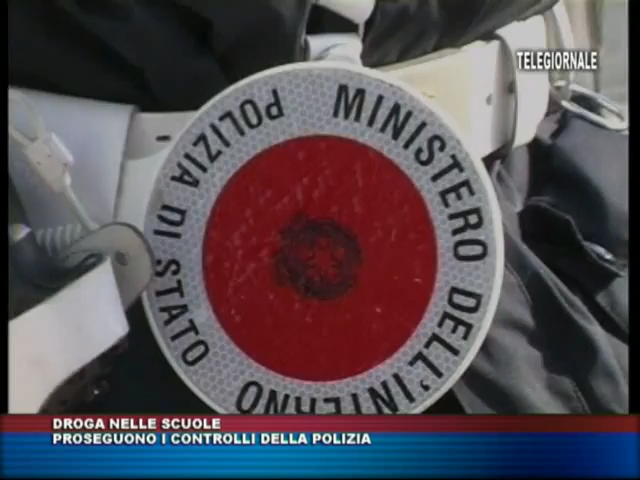 TELEGIORNALE
MINISTERO DELL'INTERNO
POLIZIA DI STATO
DROGA NELLE SCUOLE
PROSEGUONO I CONTROLLI DELLA POLIZIA